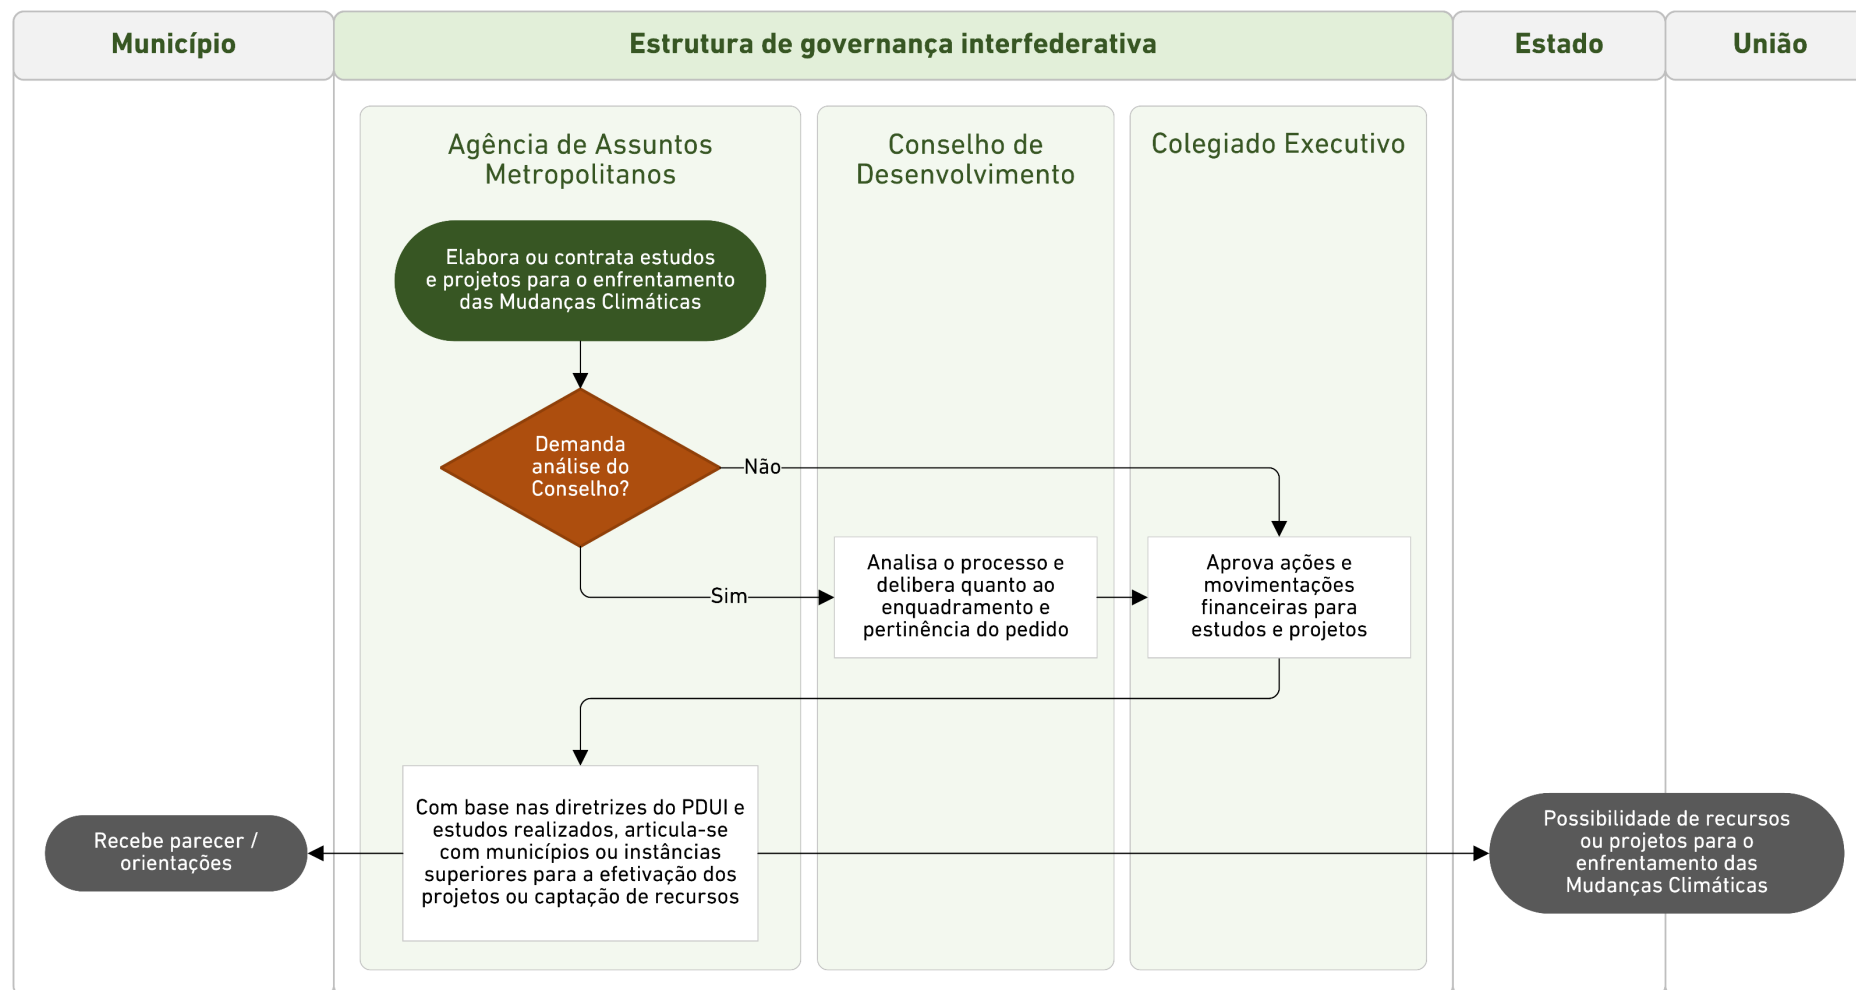 Município
Estrutura de governança interfederativa
Estado
União
Agência de Assuntos
Metropolitanos
Conselho de
Desenvolvimento
Colegiado Executivo
Elabora ou contrata estudos
e projetos para o enfrentamento
das Mudanças Climáticas
Demanda
análise do
Conselho?
Não
Sim
Analisa o processo e
delibera quanto ao
enquadramento e
pertinência do pedido
Aprova ações e
movimentações
financeiras para
estudos e projetos
Com base nas diretrizes do PDUI e
estudos realizados, articula-se
com municípios ou instâncias
superiores para a efetivação dos
projetos ou captação de recursos
Recebe parecer /
orientações
Possibilidade de recursos
ou projetos para o
enfrentamento das
Mudanças Climáticas